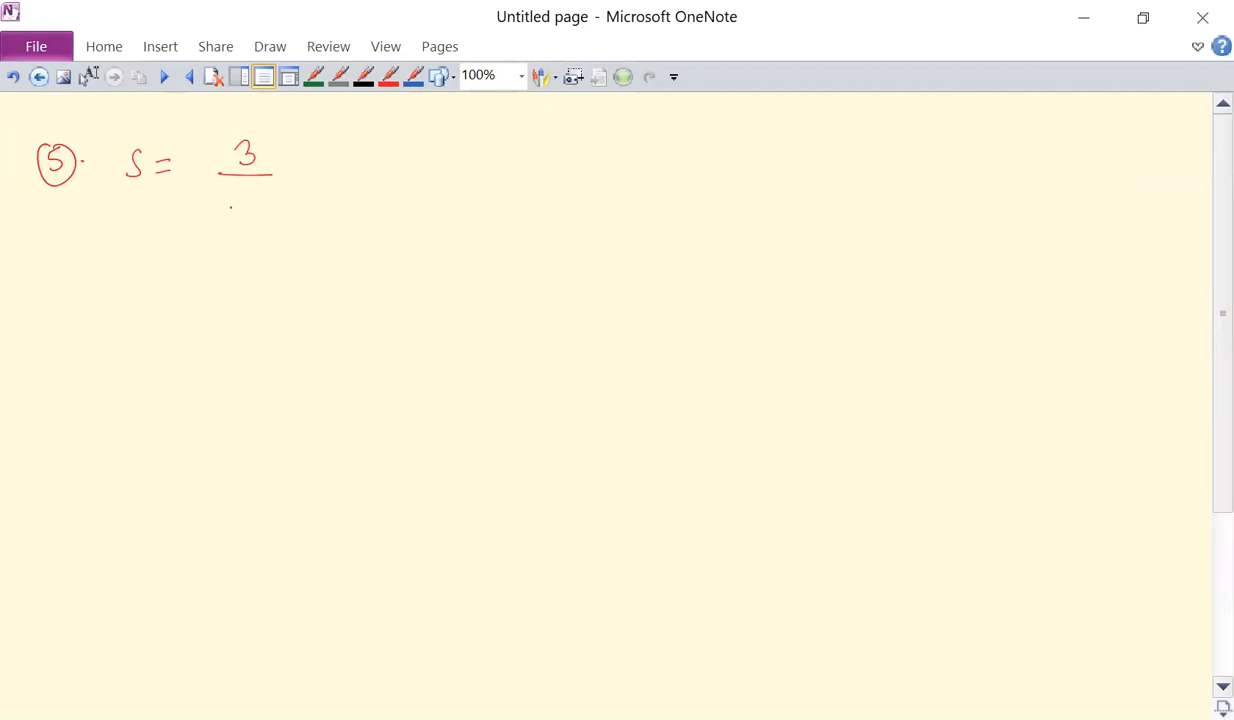 Untitled page - Microsoft OneNote
File Home Insert Share Draw Review View Pages
100%
⑤. S = 3/